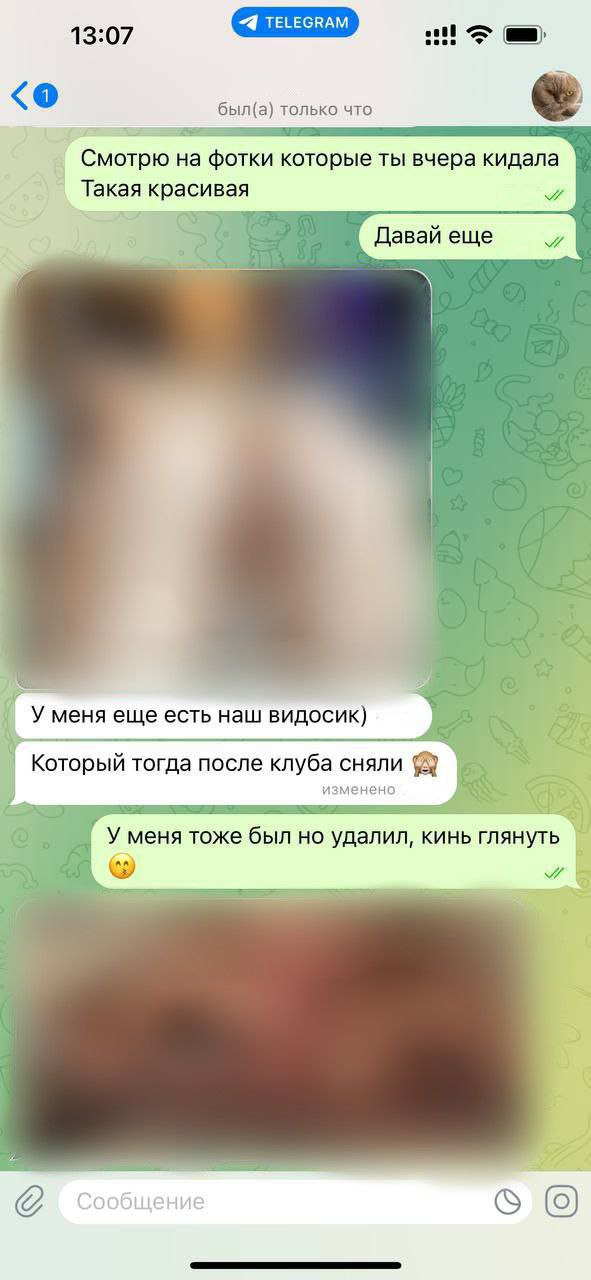 13:07
TELEGRAM
1
был(а) только что
Смотрю на фотки которые ты вчера кидала
Такая красивая
Давай еще
У меня еще есть наш видосик)
Который тогда после клуба сняли 🙈
изменено
У меня тоже был но удалил, кинь глянуть
😙
Сообщение